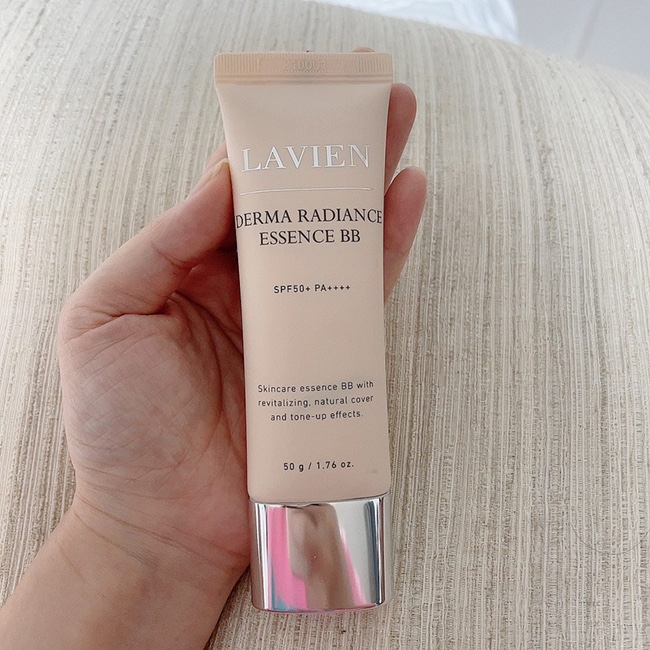 LAVIEN
DERMA RADIANCE
ESSENCE BB
SPF50+ PA++++
Skincare essence BB with
revitalizing, natural cover
and tone-up effects.
50 g / 1.76 oz.